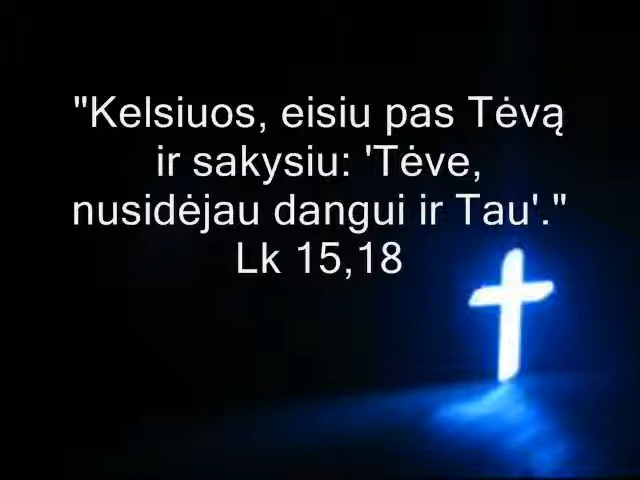 "Kelsiuos, eisiu pas Tėvą
ir sakysiu: 'Tėve,
nusidėjau dangui ir Tau'."
Lk 15,18